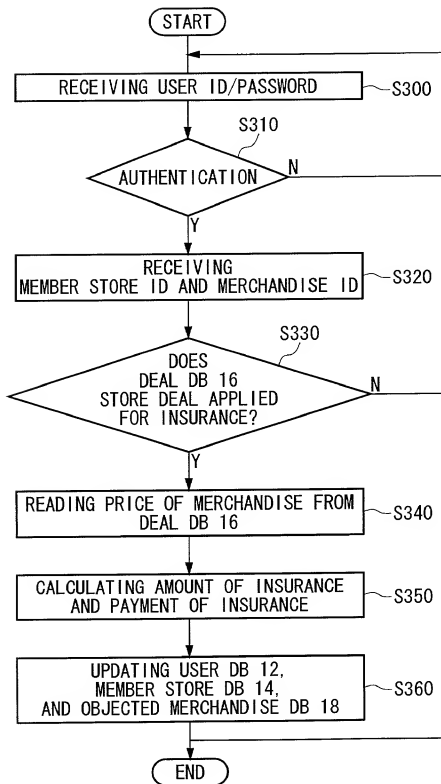 START
RECEIVING USER ID/PASSWORD
S300
S310
AUTHENTICATION
N
Y
RECEIVING
MEMBER STORE ID AND MERCHANDISE ID
S320
S330
DOES
DEAL DB 16
STORE DEAL APPLIED
FOR INSURANCE?
N
Y
READING PRICE OF MERCHANDISE FROM
DEAL DB 16
S340
CALCULATING AMOUNT OF INSURANCE
AND PAYMENT OF INSURANCE
S350
UPDATING USER DB 12,
MEMBER STORE DB 14,
AND OBJECTED MERCHANDISE DB 18
S360
END